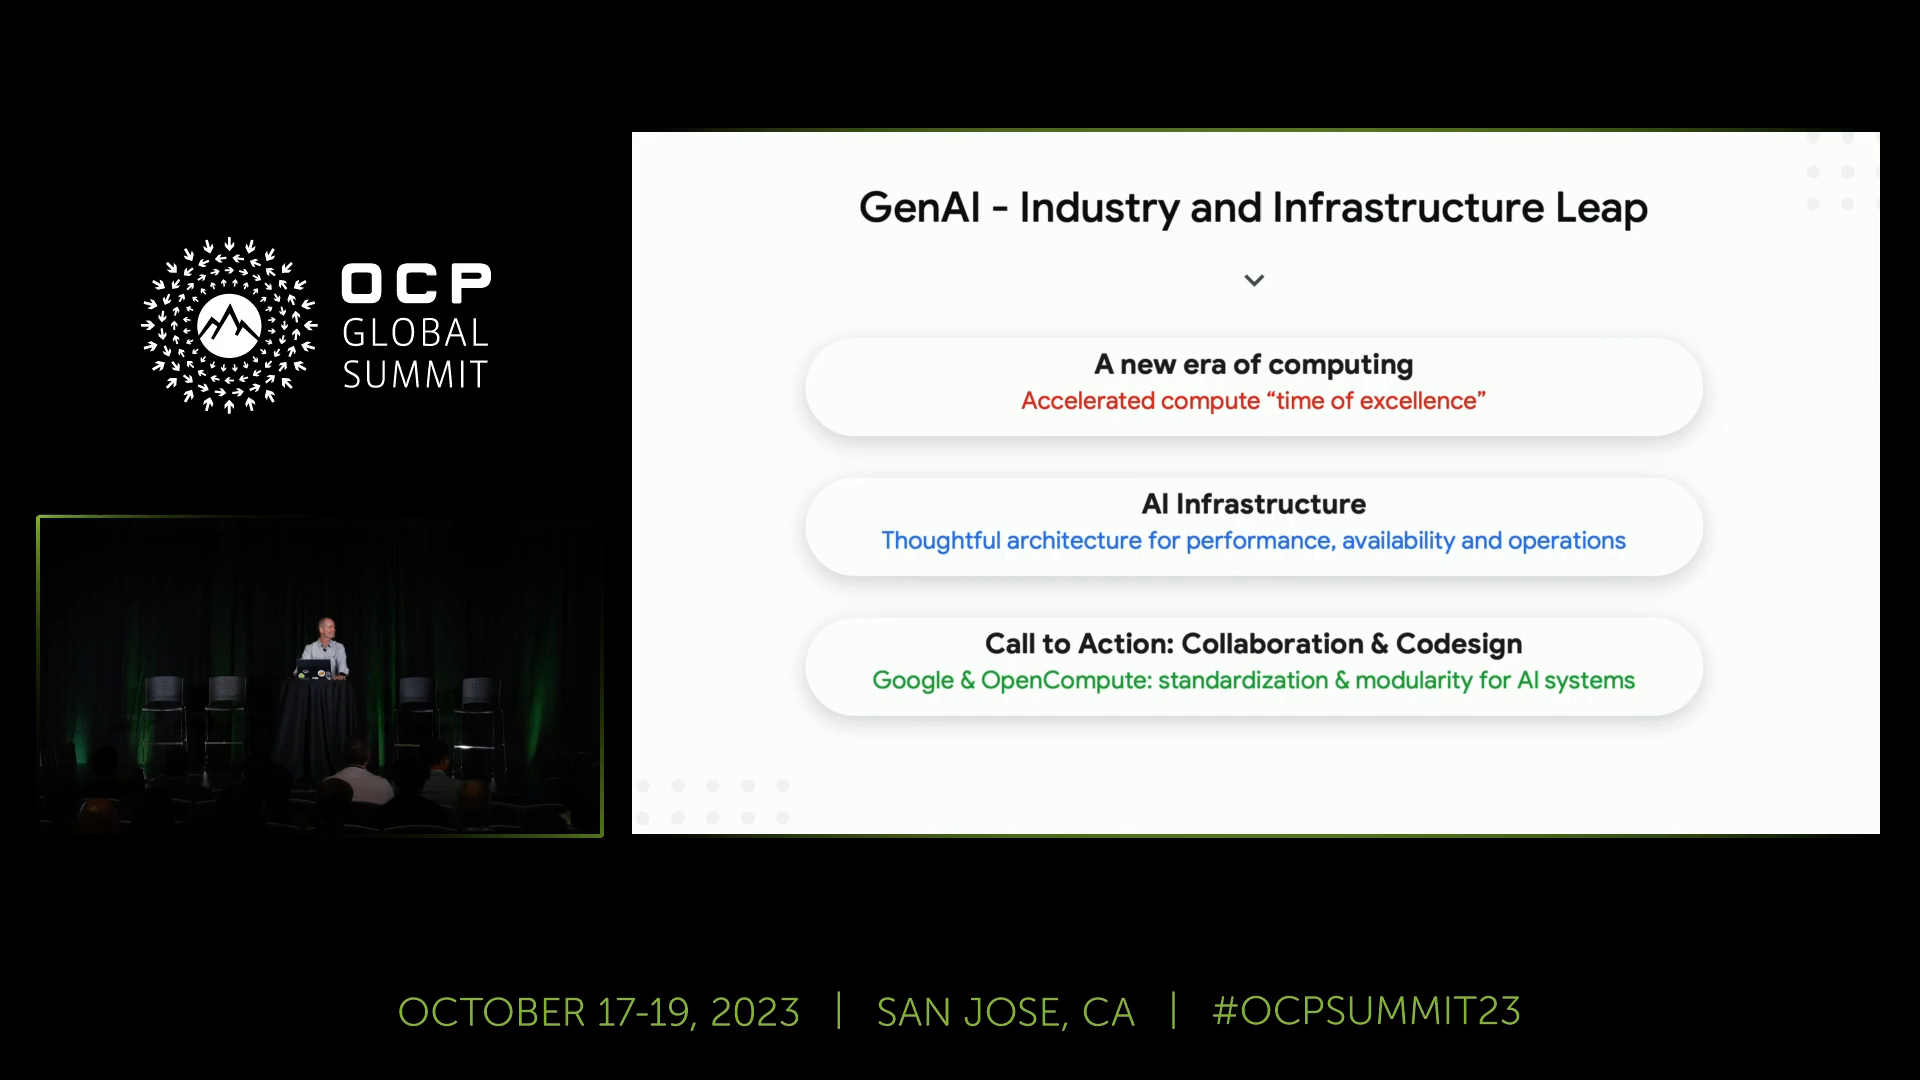 OCP
GLOBAL
SUMMIT
GenAI - Industry and Infrastructure Leap
A new era of computing
Accelerated compute “time of excellence”
AI Infrastructure
Thoughtful architecture for performance, availability and operations
Call to Action: Collaboration & Codesign
Google & OpenCompute: standardization & modularity for AI systems
OCTOBER 17-19, 2023 | SAN JOSE, CA | #OCPSUMMIT23